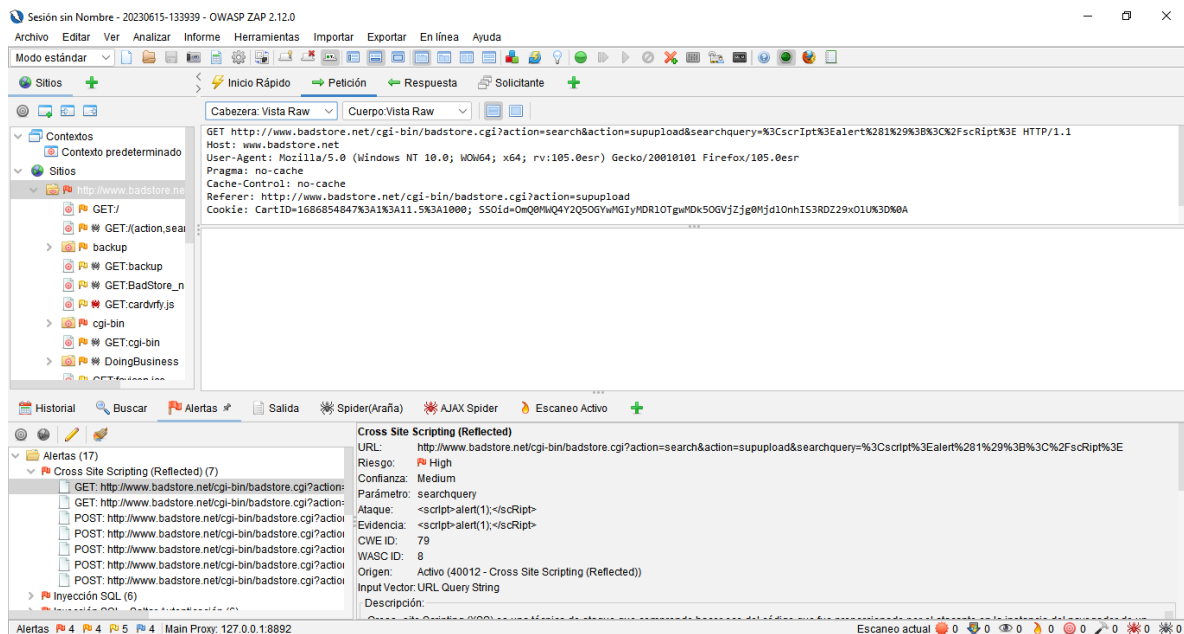 Sesión sin Nombre - 20230615-133939 - OWASP ZAP 2.12.0
Archivo Editar Ver Analizar Informe Herramientas Importar Exportar En línea Ayuda
Modo estándar
Sitios
Inicio Rápido Petición Respuesta Solicitante
Cabezera: Vista Raw Cuerpo:Vista Raw
Contextos
Contexto predeterminado
Sitios
http://www.badstore.ne
GET:/
GET:/(action,sear
backup
GET:backup
GET:BadStore_n
GET:cardvrfy.js
cgi-bin
GET:cgi-bin
DoingBusiness
GET:favicon.ico
GET http://www.badstore.net/cgi-bin/badstore.cgi?action=search&action=supupload&searchquery=%3CscrIpt%3Ealert%281%29%3B%3C%2FscRipt%3E HTTP/1.1
Host: www.badstore.net
User-Agent: Mozilla/5.0 (Windows NT 10.0; WOW64; x64; rv:105.0esr) Gecko/20010101 Firefox/105.0esr
Pragma: no-cache
Cache-Control: no-cache
Referer: http://www.badstore.net/cgi-bin/badstore.cgi?action=supupload
Cookie: CartID=1686854847%3A1%3A11.5%3A1000;
Historial Buscar Alertas Salida Spider(Araña) AJAX Spider Escaneo Activo
Alertas (17)
Cross Site Scripting (Reflected) (7)
GET: http://www.badstore.net/cgi-bin/badstore.cgi?action=
GET: http://www.badstore.net/cgi-bin/badstore.cgi?action=
POST: http://www.badstore.net/cgi-bin/badstore.cgi?action
POST: http://www.badstore.net/cgi-bin/badstore.cgi?action
POST: http://www.badstore.net/cgi-bin/badstore.cgi?action
POST: http://www.badstore.net/cgi-bin/badstore.cgi?action
POST: http://www.badstore.net/cgi-bin/badstore.cgi?action
Inyección SQL (6)
Cross Site Scripting (Reflected)
URL: http://www.badstore.net/cgi-bin/badstore.cgi?action=search&action=supupload&searchquery=%3CscrIpt%3Ealert%281%29%3B%3C%2FscRipt%3E
Riesgo: High
Confianza: Medium
Parámetro: searchquery
Ataque: <scrIpt>alert(1);</scRipt>
Evidencia: <scrIpt>alert(1);</scRipt>
CWE ID: 79
WASC ID: 8
Origen: Activo (40012 - Cross Site Scripting (Reflected))
Input Vector: URL Query String
Descripción:
Alertas 4 4 5 4 Main Proxy: 127.0.0.1:8892
Escaneo actual 0 0 0 0 0 0 0 0